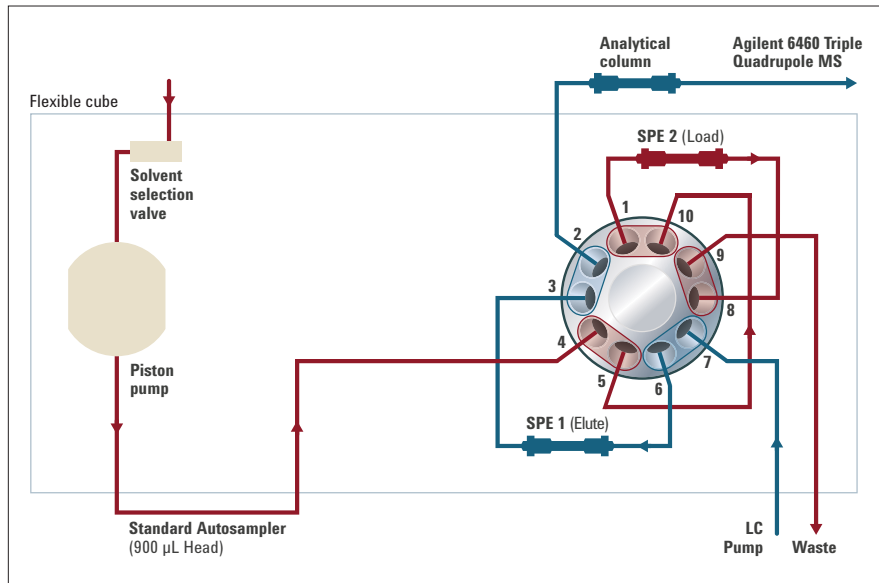 Analytical
column
Agilent 6460 Triple
Quadrupole MS
Flexible cube
SPE 2 (Load)
Solvent
selection
valve
1
10
2
9
3
8
4
7
5
6
Piston
pump
SPE 1 (Elute)
Standard Autosampler
(900 µL Head)
LC
Pump
Waste